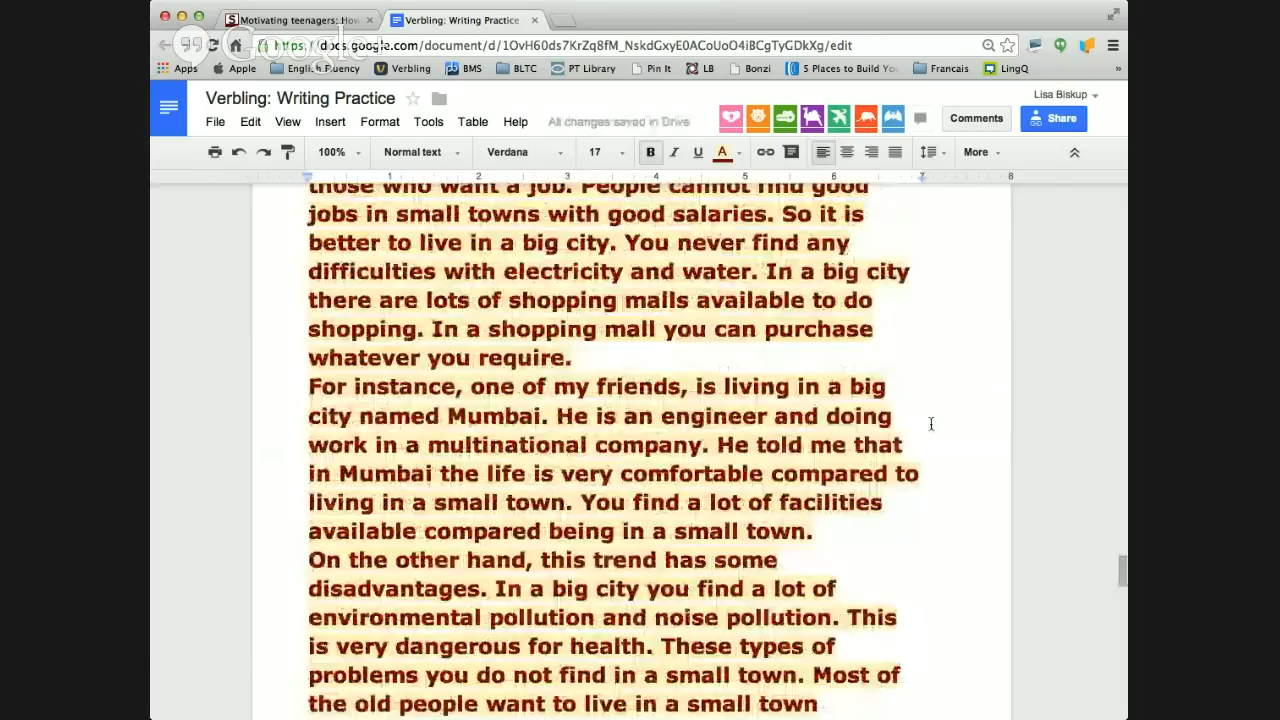 Motivating teenagers: How
Verbling: Writing Practice
Google+
https://docs.google.com/document/d/1OvH60ds7KrZq8fM_NskdGxyE0ACoUoO4iBCgTyGDkXg/edit
Apps Apple English Fluency Verbling BMS BLTC PT Library Pin It LB Bonzi 5 Places to Build You Francais LingQ »
Lisa Biskup
Verbling: Writing Practice
Comments Share
File Edit View Insert Format Tools Table Help All changes saved in Drive
100% Normal text Verdana 17 B I U A More
1 2 3 4 5 6 7 8
those who want a job. People cannot find good
jobs in small towns with good salaries. So it is
better to live in a big city. You never find any
difficulties with electricity and water. In a big city
there are lots of shopping malls available to do
shopping. In a shopping mall you can purchase
whatever you require.
For instance, one of my friends, is living in a big
city named Mumbai. He is an engineer and doing
work in a multinational company. He told me that
in Mumbai the life is very comfortable compared to
living in a small town. You find a lot of facilities
available compared being in a small town.
On the other hand, this trend has some
disadvantages. In a big city you find a lot of
environmental pollution and noise pollution. This
is very dangerous for health. These types of
problems you do not find in a small town. Most of
the old people want to live in a small town